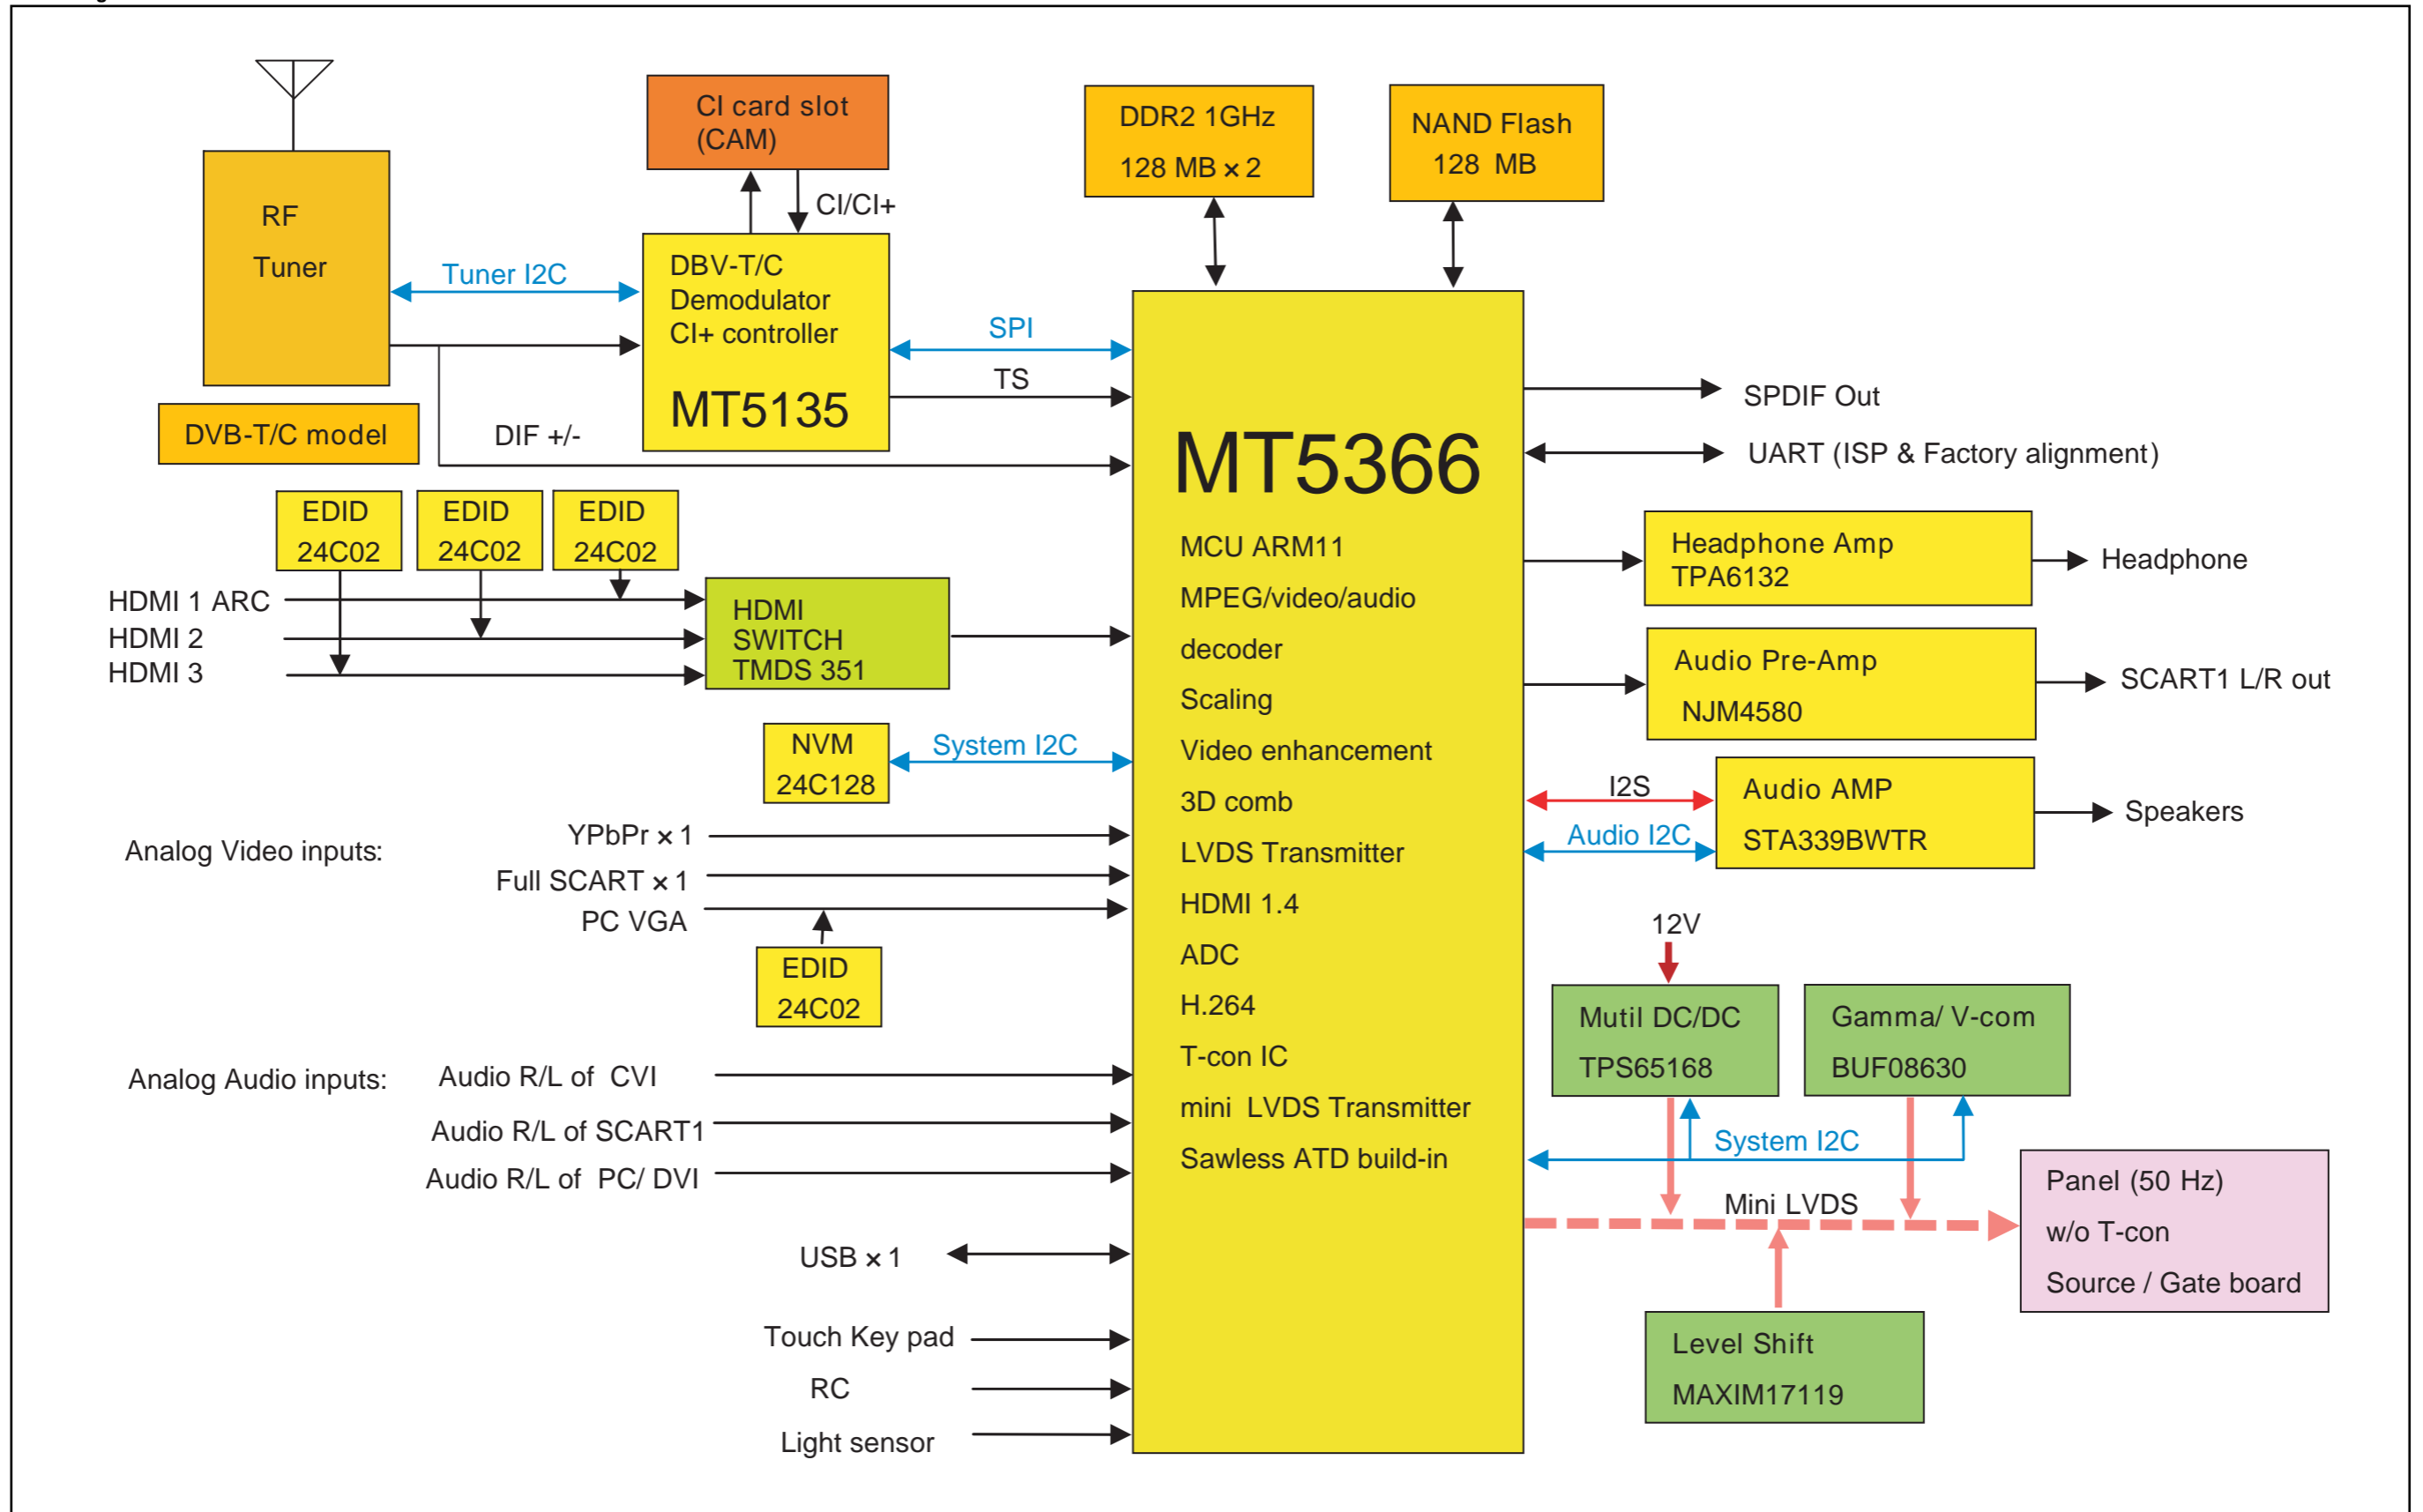 CI card slot
(CAM)
DDR2 1GHz
128 MB × 2
NAND Flash
128 MB
RF
Tuner
CI/CI+
Tuner I2C
DBV-T/C
Demodulator
CI+ controller
MT5135
SPI
TS
DVB-T/C model
DIF +/-
MT5366
MCU ARM11
MPEG/video/audio
decoder
Scaling
Video enhancement
3D comb
LVDS Transmitter
HDMI 1.4
ADC
H.264
T-con IC
mini LVDS Transmitter
Sawless ATD build-in
SPDIF Out
UART (ISP & Factory alignment)
EDID
24C02
EDID
24C02
EDID
24C02
HDMI 1 ARC
HDMI 2
HDMI 3
HDMI
SWITCH
TMDS 351
Headphone Amp
TPA6132
Headphone
Audio Pre-Amp
NJM4580
SCART1 L/R out
NVM
24C128
System I2C
I2S
Audio I2C
Audio AMP
STA339BWTR
Speakers
Analog Video inputs:
YPbPr × 1
Full SCART × 1
PC VGA
EDID
24C02
12V
Mutil DC/DC
TPS65168
Gamma/ V-com
BUF08630
System I2C
Analog Audio inputs:
Audio R/L of CVI
Audio R/L of SCART1
Audio R/L of PC/ DVI
Mini LVDS
Panel (50 Hz)
w/o T-con
Source / Gate board
USB × 1
Touch Key pad
RC
Light sensor
Level Shift
MAXIM17119